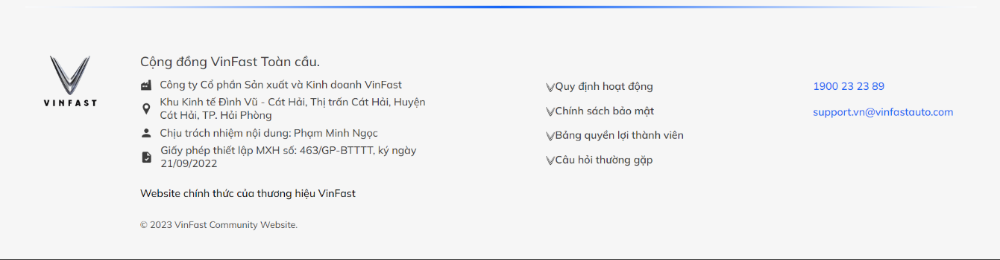 VINFAST
Cộng đồng VinFast Toàn cầu.
Công ty Cổ phần Sản xuất và Kinh doanh VinFast
Khu Kinh tế Đình Vũ - Cát Hải, Thị trấn Cát Hải, Huyện
Cát Hải, TP. Hải Phòng
Chịu trách nhiệm nội dung: Phạm Minh Ngọc
Giấy phép thiết lập MXH số: 463/GP-BTTTT, ký ngày
21/09/2022
Website chính thức của thương hiệu VinFast
© 2023 VinFast Community Website.
Quy định hoạt động
Chính sách bảo mật
Bảng quyền lợi thành viên
Câu hỏi thường gặp
1900 23 23 89
support.vn@vinfastauto.com